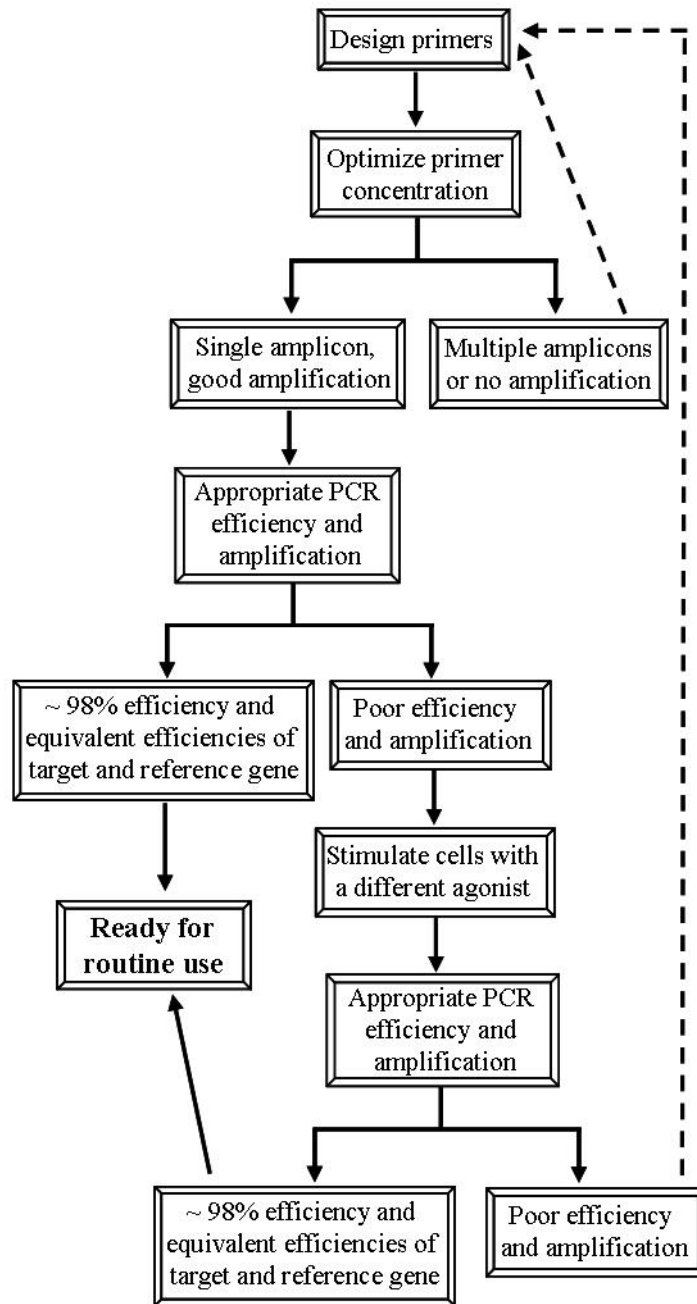 Design primers
Optimize primer
concentration
Single amplicon,
good amplification
Multiple amplicons
or no amplification
Appropriate PCR
efficiency and
amplification
~ 98% efficiency and
equivalent efficiencies of
target and reference gene
Poor efficiency
and amplification
Stimulate cells with
a different agonist
Ready for
routine use
Appropriate PCR
efficiency and
amplification
~ 98% efficiency and
equivalent efficiencies of
target and reference gene
Poor efficiency
and amplification